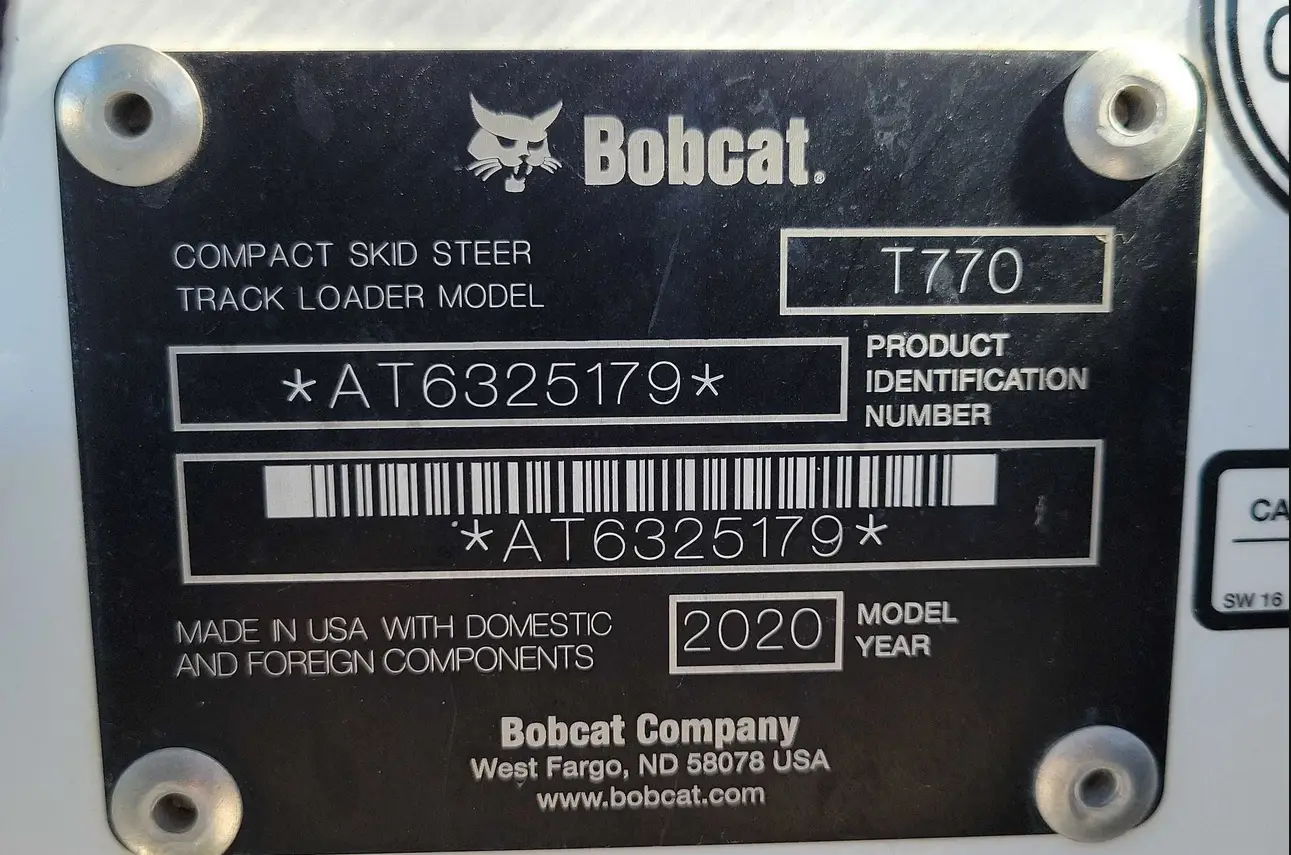 Bobcat®
COMPACT SKID STEER
TRACK LOADER MODEL
T770
*AT6325179*
PRODUCT
IDENTIFICATION
NUMBER
*AT6325179*
MADE IN USA WITH DOMESTIC
AND FOREIGN COMPONENTS
2020
MODEL
YEAR
Bobcat Company
West Fargo, ND 58078 USA
www.bobcat.com
CA
SW 16